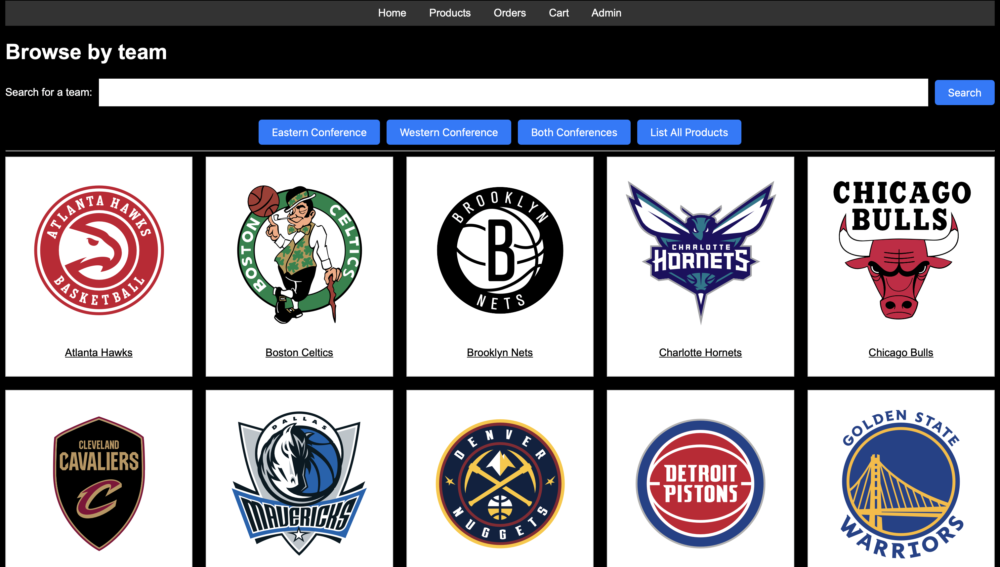 Home Products Orders Cart Admin
Browse by team
Search for a team: Search
Eastern Conference Western Conference Both Conferences List All Products
ATLANTA HAWKS
BASKETBALL
BOSTON CELTICS
BROOKLYN
B
NETS
CHARLOTTE
HORNETS
CHICAGO
BULLS
Atlanta Hawks Boston Celtics Brooklyn Nets Charlotte Hornets Chicago Bulls
CLEVELAND
CAVALIERS
C
DALLAS
MAVERICKS
DENVER
NUGGETS
DETROIT
PISTONS
GOLDEN STATE
WARRIORS